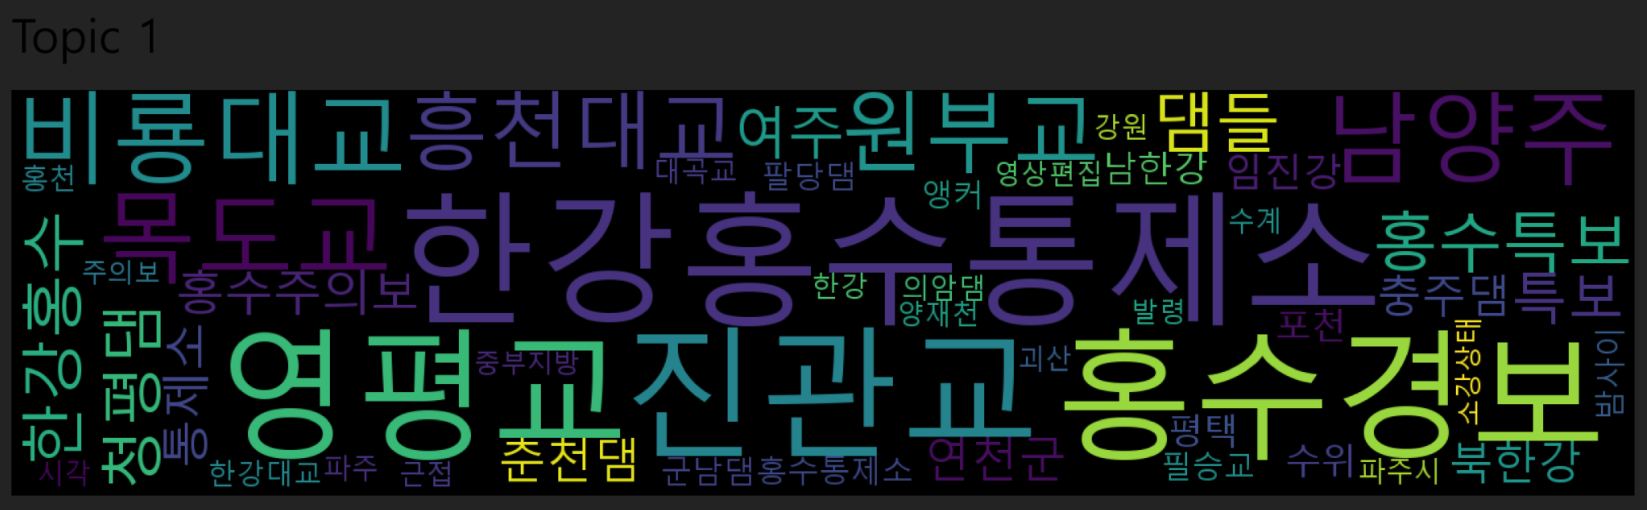 Topic 1
비룡대교
흥천대교
여주
원부교
강원
댐들
남양주
홍천
대곡교
팔당댐
영상편집
남한강
임진강
앵커
목도교
한강홍수통제소
수계
홍수특보
주의보
홍수주의보
한강
의암댐
충주댐
특보
양재천
발령
포천
한강홍수
청평댐
통제소
영평교
중부지방
진관교
괴산
홍수경보
소강상태
밤사이
춘천댐
평택
시각
한강대교
파주
근접
군남댐
홍수통제소
연천군
필승교
수위
파주시
북한강